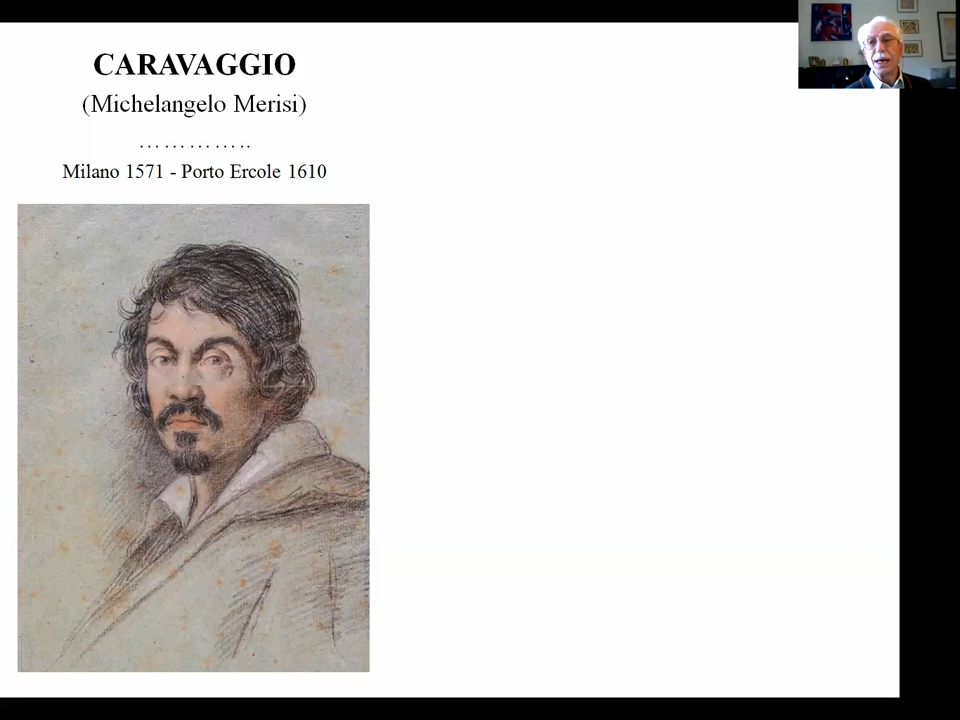 CARAVAGGIO
(Michelangelo Merisi)
…………..
Milano 1571 - Porto Ercole 1610